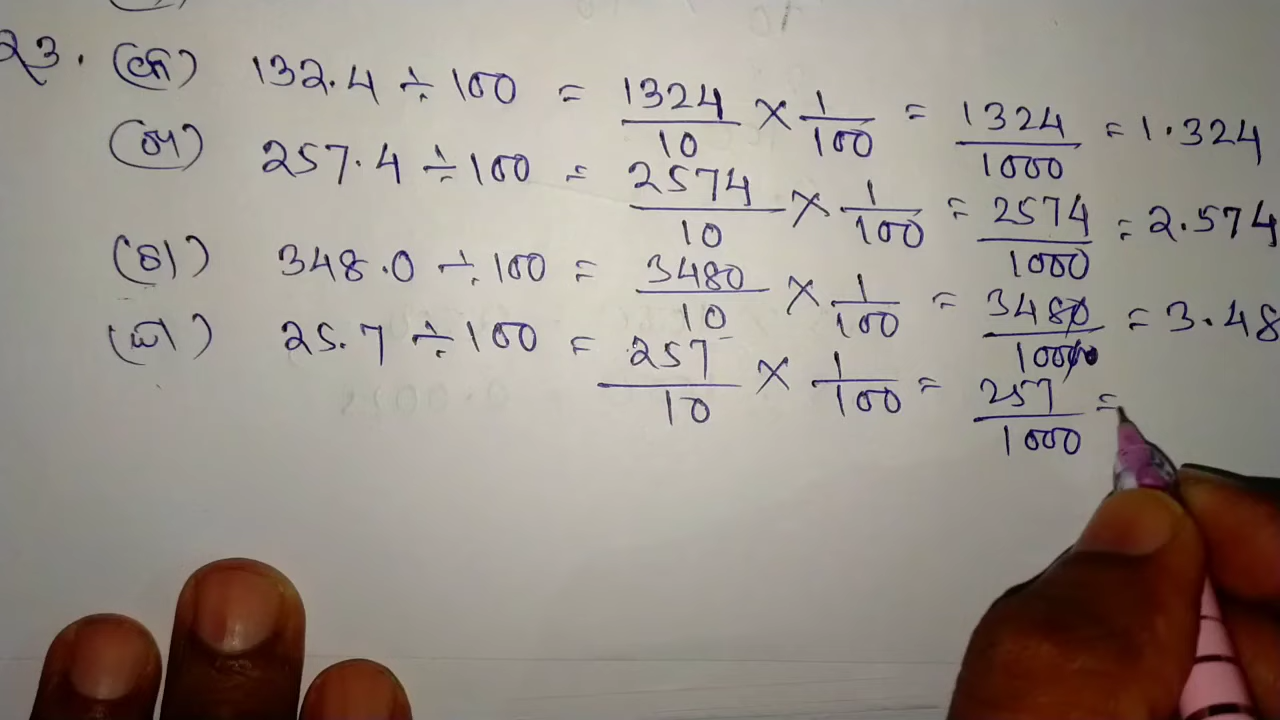 23. (କ) 132.4 ÷ 100 = 1324/10 × 1/100 = 1324/1000 = 1.324
(ଖ) 257.4 ÷ 100 = 2574/10 × 1/100 = 2574/1000 = 2.574
(ଗ) 348.0 ÷ 100 = 3480/10 × 1/100 = 3480/1000 = 3.48
(ଘ) 25.7 ÷ 100 = 257/10 × 1/100 = 257/1000 =